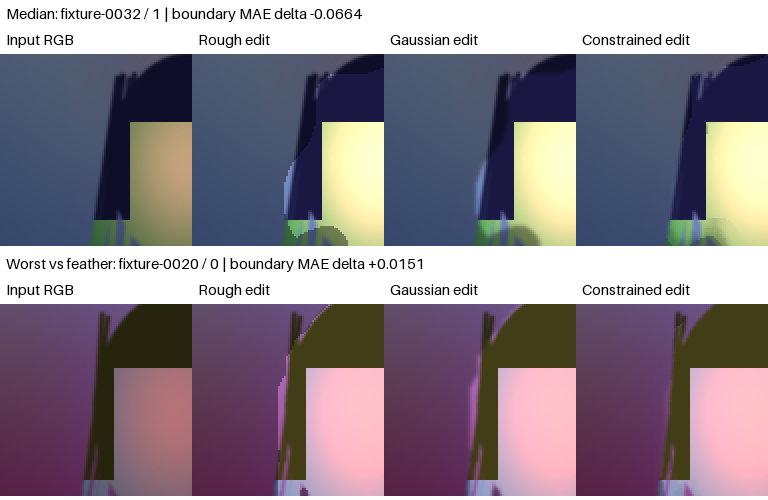 Median: fixture-0032 / 1 | boundary MAE delta -0.0664
Input RGB
Rough edit
Gaussian edit
Constrained edit
Worst vs feather: fixture-0020 / 0 | boundary MAE delta +0.0151
Input RGB
Rough edit
Gaussian edit
Constrained edit